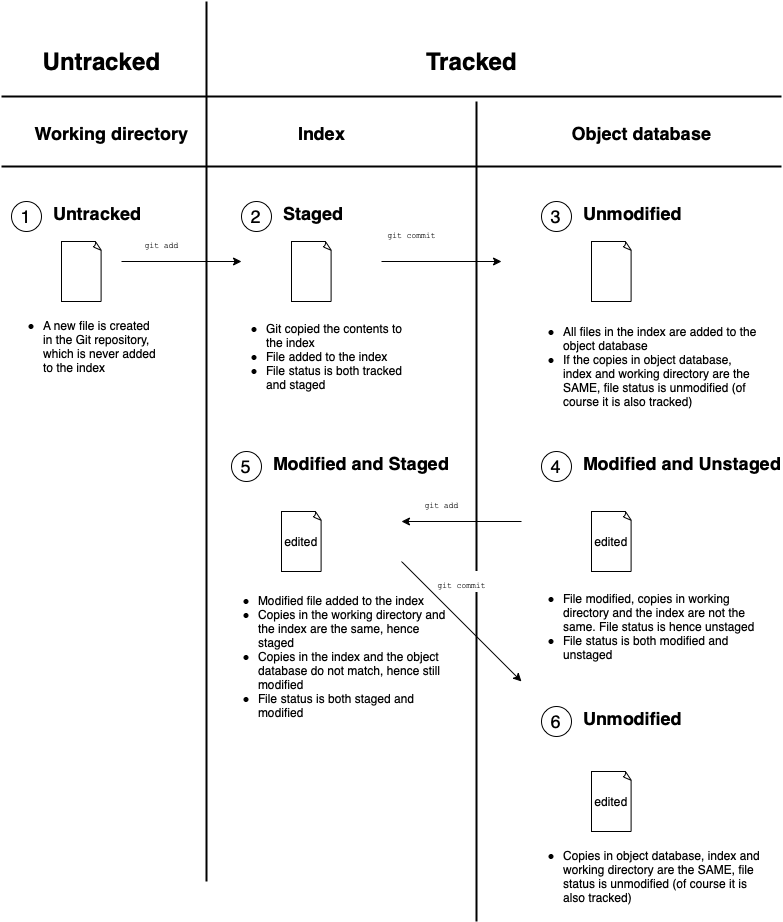 Untracked
Tracked
Working directory
Index
Object database
1 Untracked
git add
2 Staged
git commit
3 Unmodified
• A new file is created
in the Git repository,
which is never added
to the index
• Git copied the contents to
the index
• File added to the index
• File status is both tracked
and staged
• All files in the index are added to the
object database
• If the copies in object database,
index and working directory are the
SAME, file status is unmodified (of
course it is also tracked)
5 Modified and Staged
4 Modified and Unstaged
git add
edited
edited
git commit
• Modified file added to the index
• Copies in the working directory and
the index are the same, hence
staged
• Copies in the index and the object
database do not match, hence still
modified
• File status is both staged and
modified
• File modified, copies in working
directory and the index are not the
same. File status is hence unstaged
• File status is both modified and
unstaged
6 Unmodified
edited
• Copies in object database, index and
working directory are the SAME, file
status is unmodified (of course it is
also tracked)